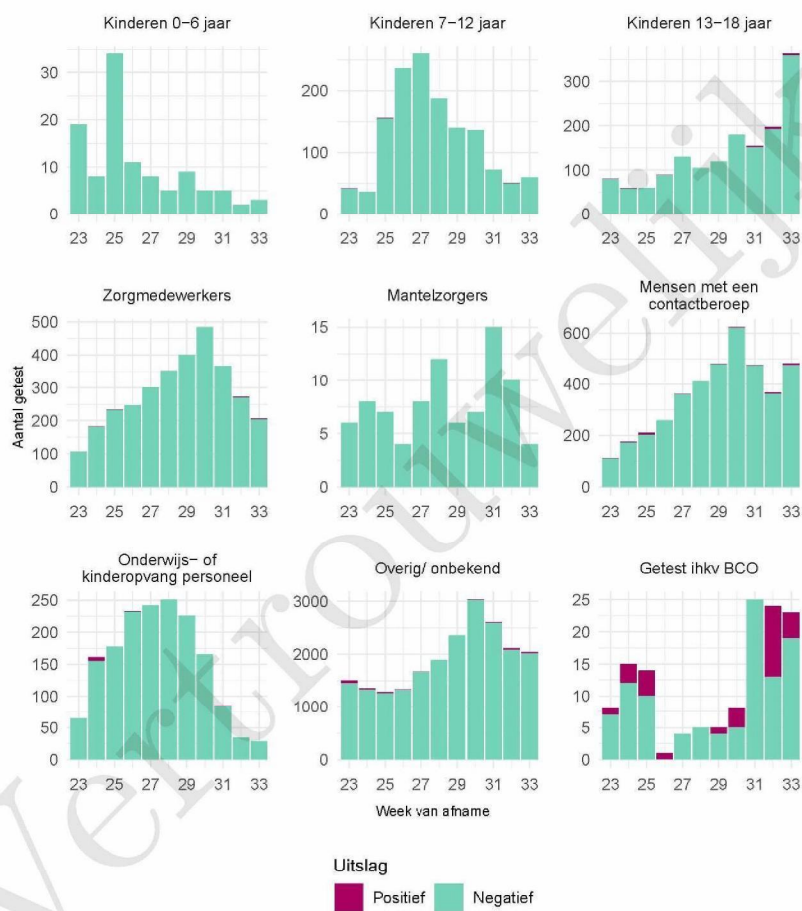 Kinderen 0−6 jaar
Kinderen 7−12 jaar
Kinderen 13−18 jaar
30
20
10
0
23 25 27 29 31 33
200
100
0
23 25 27 29 31 33
300
200
100
0
23 25 27 29 31 33
Zorgmedewerkers
Mantelzorgers
Mensen met een
contactberoep
Aantal getest
500
400
300
200
100
0
23 25 27 29 31 33
15
10
5
0
23 25 27 29 31 33
600
400
200
0
23 25 27 29 31 33
Onderwijs− of
kinderopvang personeel
Overig/ onbekend
Getest ihkv BCO
250
200
150
100
50
0
23 25 27 29 31 33
3000
2000
1000
0
23 25 27 29 31 33
25
20
15
10
5
0
23 25 27 29 31 33
Week van afname
Uitslag
Positief Negatief
Vertrouwelijk